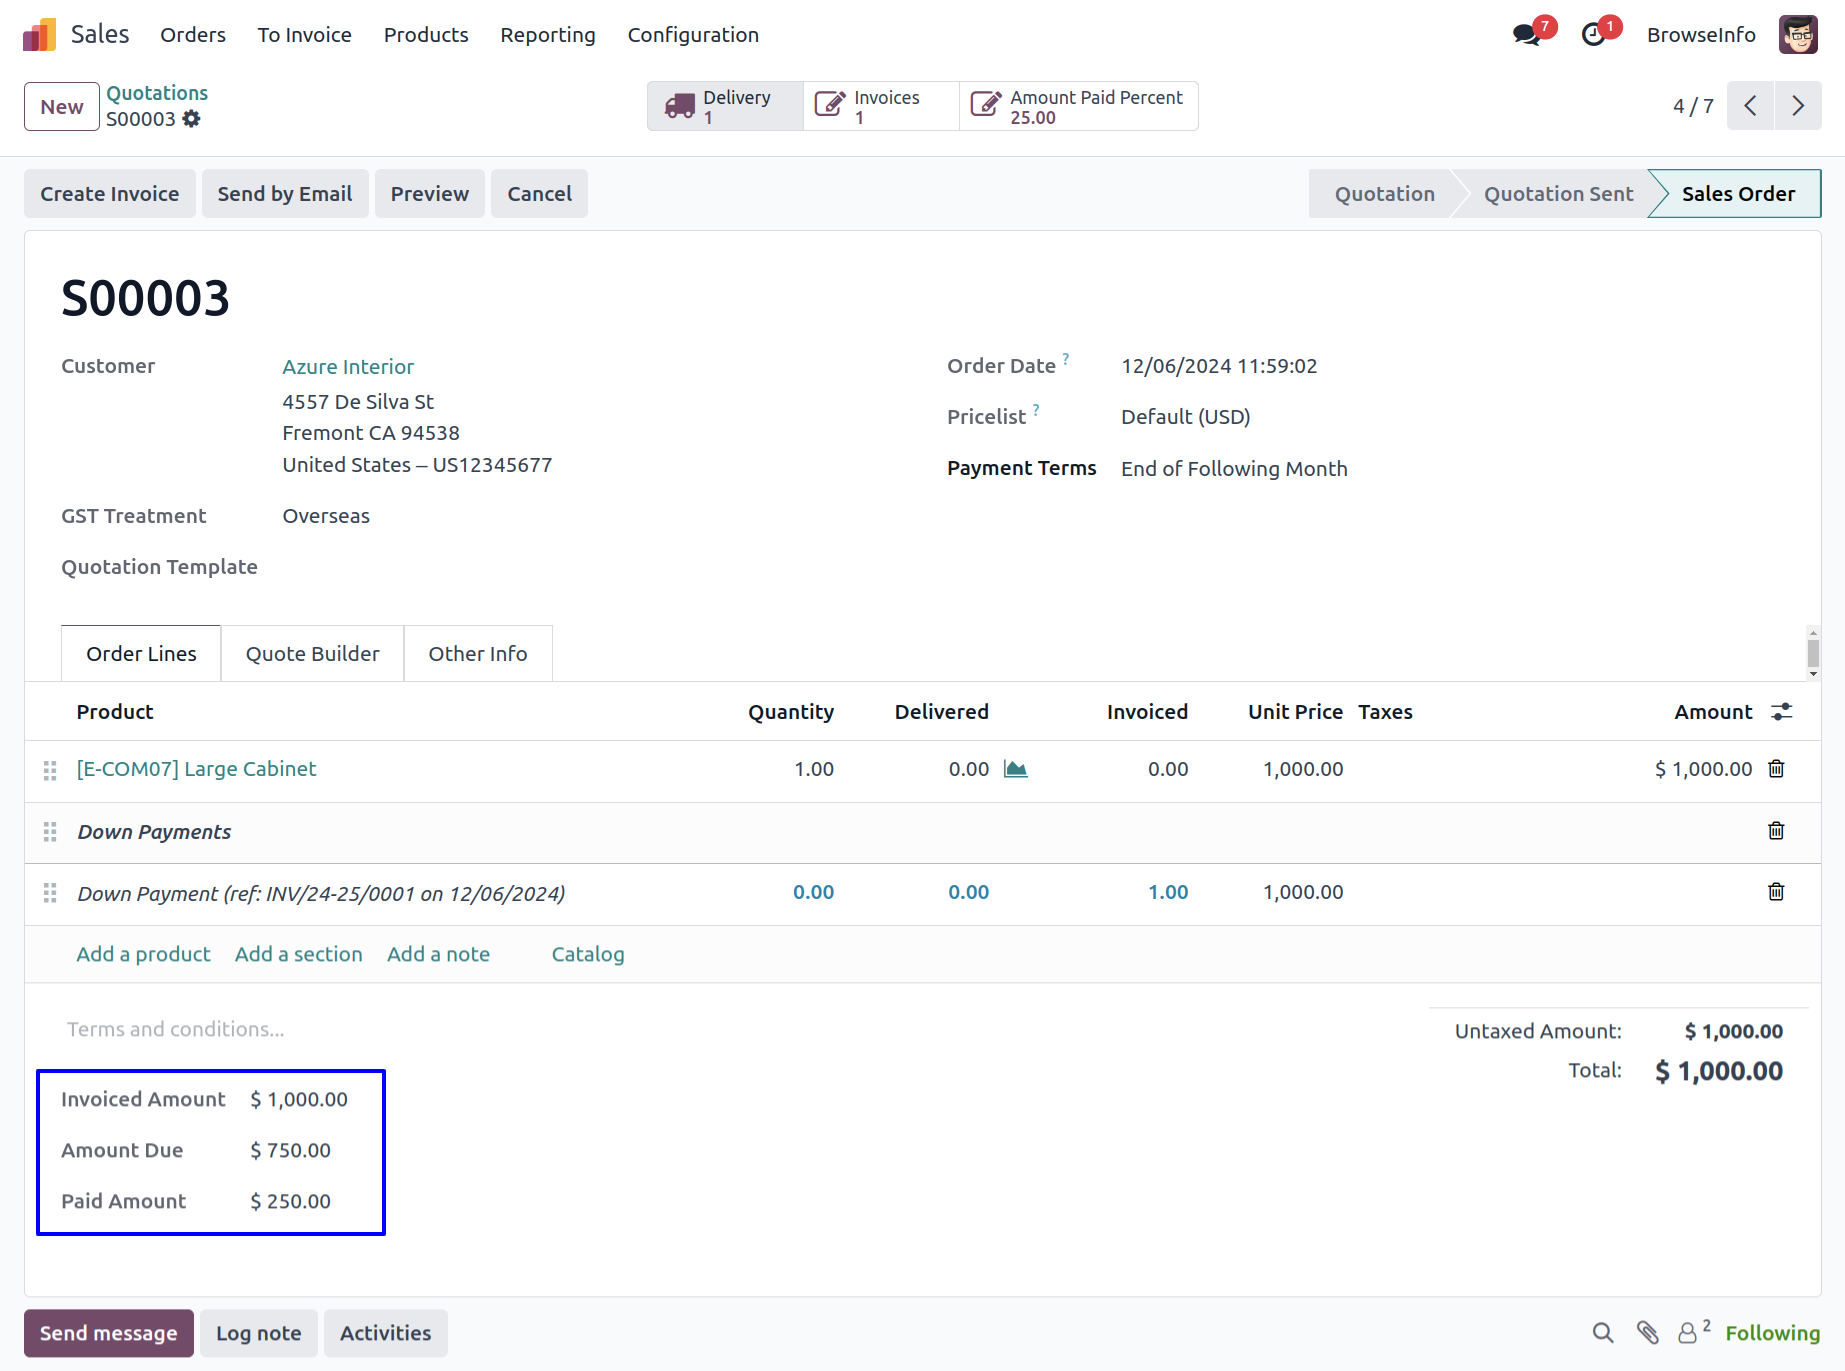 Sales Orders To Invoice Products Reporting Configuration 7 1 BrowseInfo
New Quotations Delivery Invoices Amount Paid Percent
S00003 1 1 25.00 4 / 7
Create Invoice Send by Email Preview Cancel Quotation Quotation Sent Sales Order
S00003
Customer Azure Interior Order Date ? 12/06/2024 11:59:02
4557 De Silva St
Pricelist ? Default (USD)
Fremont CA 94538
United States – US12345677 Payment Terms End of Following Month
GST Treatment Overseas
Quotation Template
Order Lines Quote Builder Other Info
Product Quantity Delivered Invoiced Unit Price Taxes Amount
[E-COM07] Large Cabinet 1.00 0.00 0.00 1,000.00 $ 1,000.00
Down Payments
Down Payment (ref: INV/24-25/0001 on 12/06/2024) 0.00 0.00 1.00 1,000.00
Add a product Add a section Add a note Catalog
Terms and conditions... Untaxed Amount: $ 1,000.00
Total: $ 1,000.00
Invoiced Amount $ 1,000.00
Amount Due $ 750.00
Paid Amount $ 250.00
Send message Log note Activities 2 Following